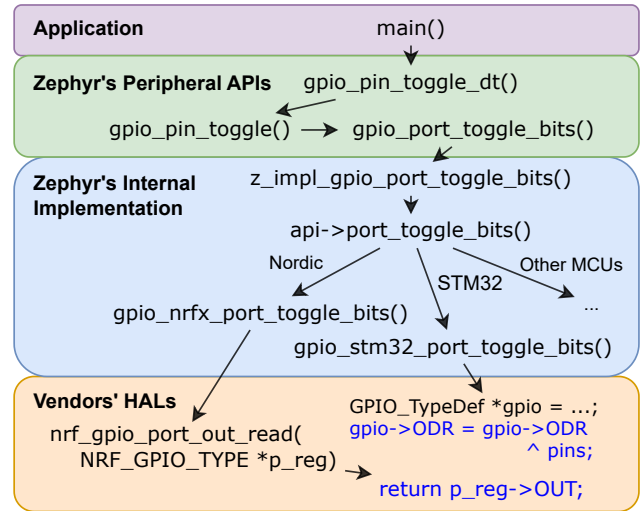 Application
main()
Zephyr's Peripheral APIs
gpio_pin_toggle_dt()
gpio_pin_toggle()
gpio_port_toggle_bits()
Zephyr's Internal
Implementation
z_impl_gpio_port_toggle_bits()
api->port_toggle_bits()
Nordic
STM32
Other MCUs
...
gpio_nrfx_port_toggle_bits()
gpio_stm32_port_toggle_bits()
Vendors' HALs
nrf_gpio_port_out_read(
NRF_GPIO_TYPE *p_reg)
GPIO_TypeDef *gpio = ...;
gpio->ODR = gpio->ODR
^ pins;
return p_reg->OUT;